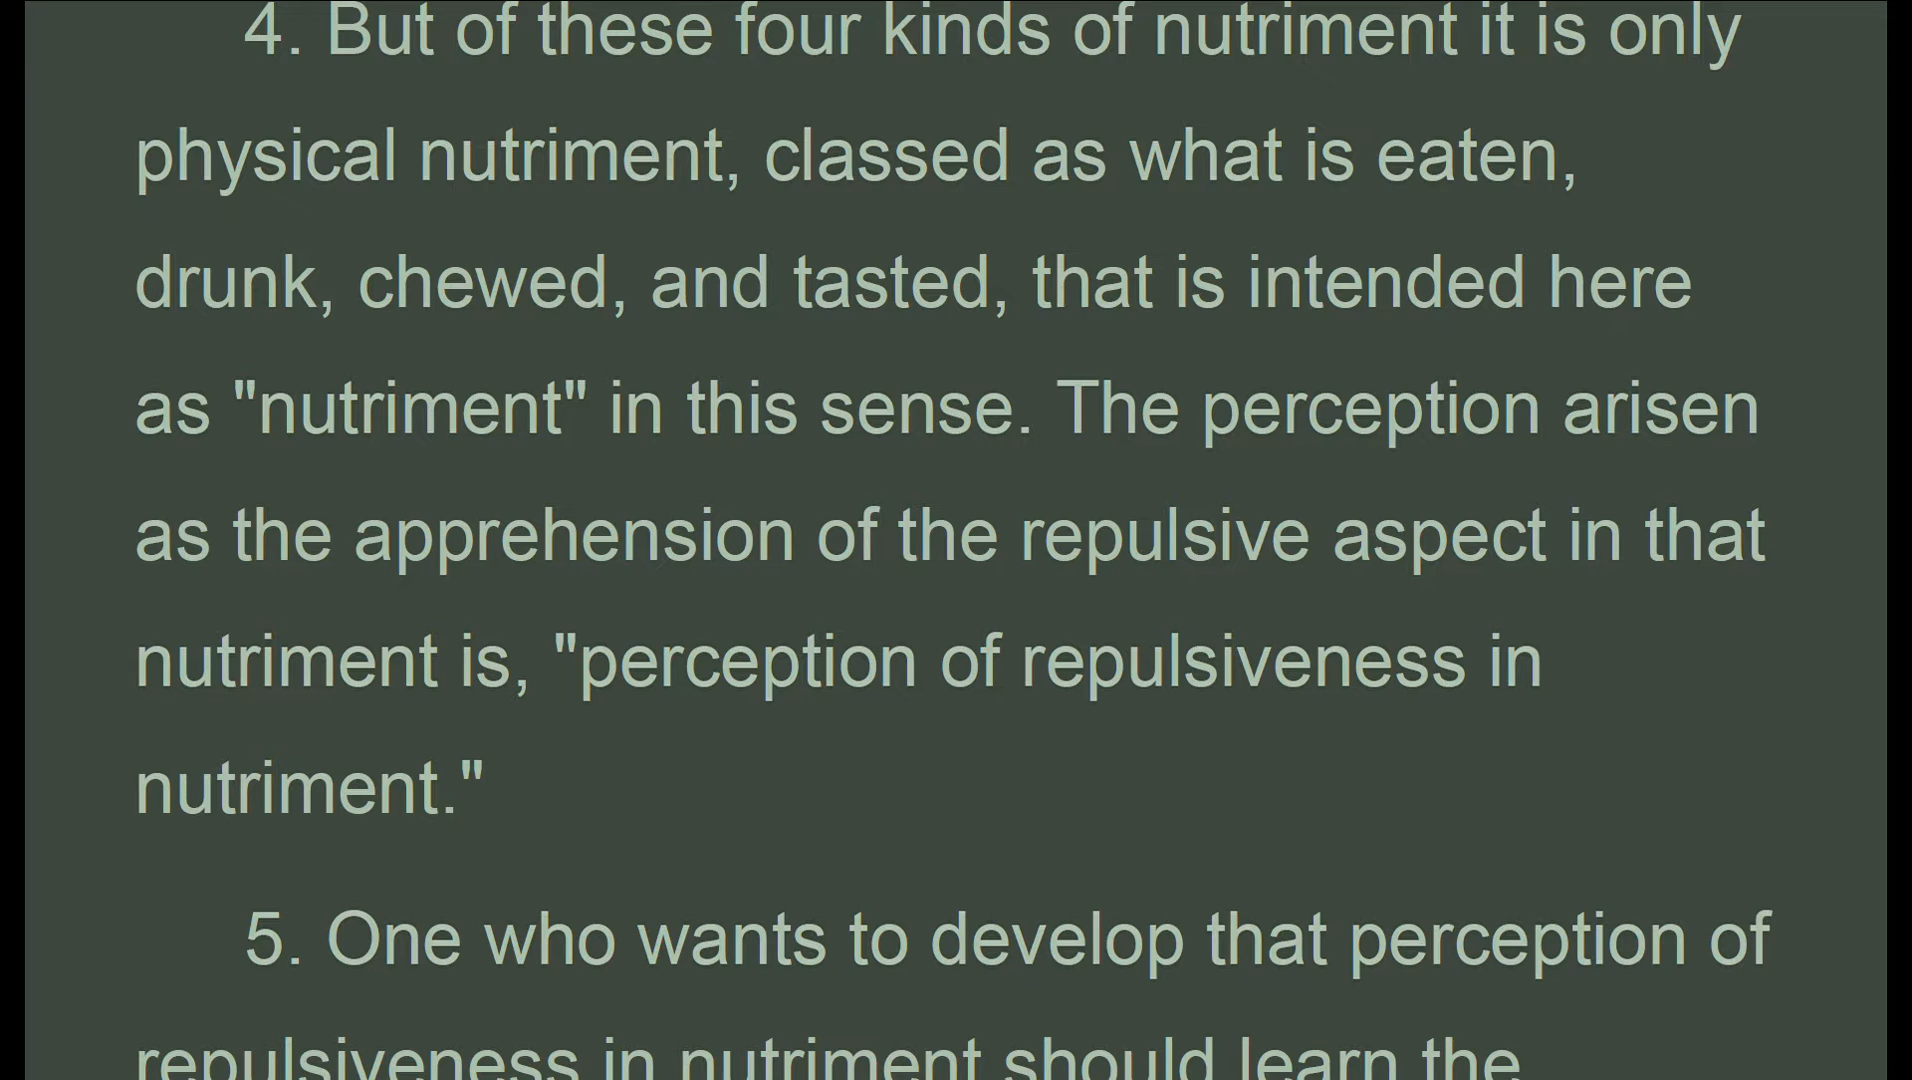 4. But of these four kinds of nutriment it is only
physical nutriment, classed as what is eaten,
drunk, chewed, and tasted, that is intended here
as "nutriment" in this sense. The perception arisen
as the apprehension of the repulsive aspect in that
nutriment is, "perception of repulsiveness in
nutriment."
5. One who wants to develop that perception of
repulsiveness in nutriment should learn the